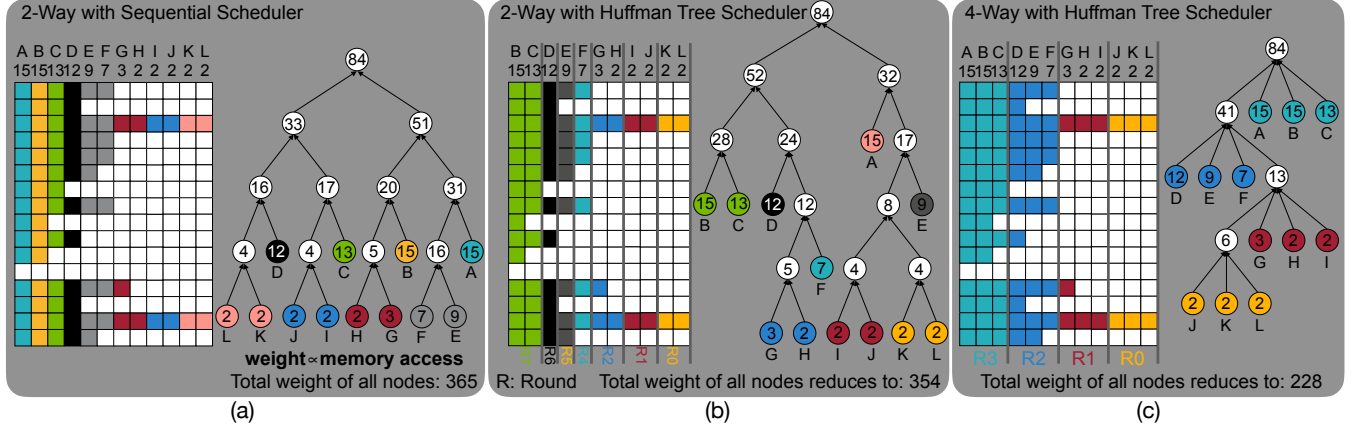 2-Way with Sequential Scheduler
A B C D E F G H I J K L
15 15 13 12 9 7 3 2 2 2 2 2
84
33 51
16 17 20 31
4 12 4 13 5 15 16 15
D C B A
2 2 2 2 2 3 7 9
L K J I H G F E
weight∝memory access
Total weight of all nodes: 365
(a)
2-Way with Huffman Tree Scheduler
B C D E F G H I J K L
15 13 12 9 7 3 2 2 2 2 2
84
52 32
28 24 15 17
A
15 13 12 12 8 9
B C D E
5 7 4 4
F
3 2 2 2 2 2
G H I J K L
R7 R6 R5 R4 R2 R1 R0
R: Round
Total weight of all nodes reduces to: 354
(b)
4-Way with Huffman Tree Scheduler
A B C D E F G H I J K L
15 15 13 12 9 7 3 2 2 2 2 2
84
41 15 15 13
A B C
12 9 7 13
D E F
6 3 2 2
G H I
2 2 2
J K L
R3 R2 R1 R0
Total weight of all nodes reduces to: 228
(c)